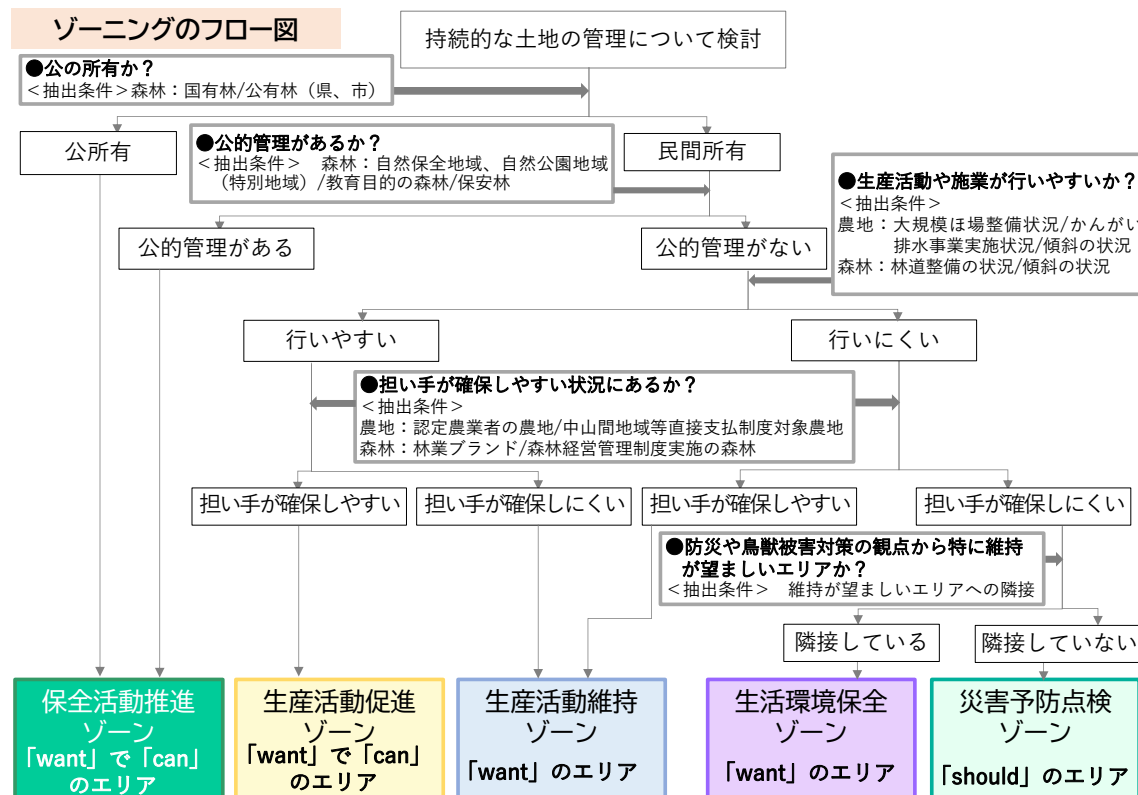 ゾーニングのフロー図
持続的な土地の管理について検討
●公の所有か？
＜抽出条件＞森林：国有林/公有林（県、市）
公所有
●公的管理があるか？
＜抽出条件＞　森林：自然保全地域、自然公園地域
（特別地域）/教育目的の森林/保安林
民間所有
●生産活動や施業が行いやすいか？
＜抽出条件＞
農地：大規模ほ場整備状況/かんがい
排水事業実施状況/傾斜の状況
森林：林道整備の状況/傾斜の状況
公的管理がある
公的管理がない
行いやすい
行いにくい
●担い手が確保しやすい状況にあるか？
＜抽出条件＞
農地：認定農業者の農地/中山間地域等直接支払制度対象農地
森林：林業ブランド/森林経営管理制度実施の森林
担い手が確保しやすい
担い手が確保しにくい
担い手が確保しやすい
担い手が確保しにくい
●防災や鳥獣被害対策の観点から特に維持
が望ましいエリアか？
＜抽出条件＞　維持が望ましいエリアへの隣接
隣接している
隣接していない
保全活動推進
ゾーン
「want」で「can」
のエリア
生産活動促進
ゾーン
「want」で「can」
のエリア
生産活動維持
ゾーン
「want」のエリア
生活環境保全
ゾーン
「want」のエリア
災害予防点検
ゾーン
「should」のエリア